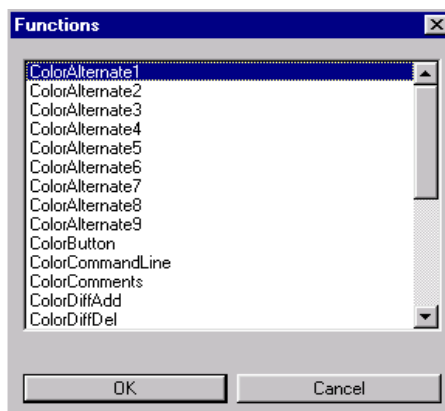 Functions
ColorAlternate1
ColorAlternate2
ColorAlternate3
ColorAlternate4
ColorAlternate5
ColorAlternate6
ColorAlternate7
ColorAlternate8
ColorAlternate9
ColorButton
ColorCommandLine
ColorComments
ColorDiffAdd
ColorDiffDel
OK Cancel